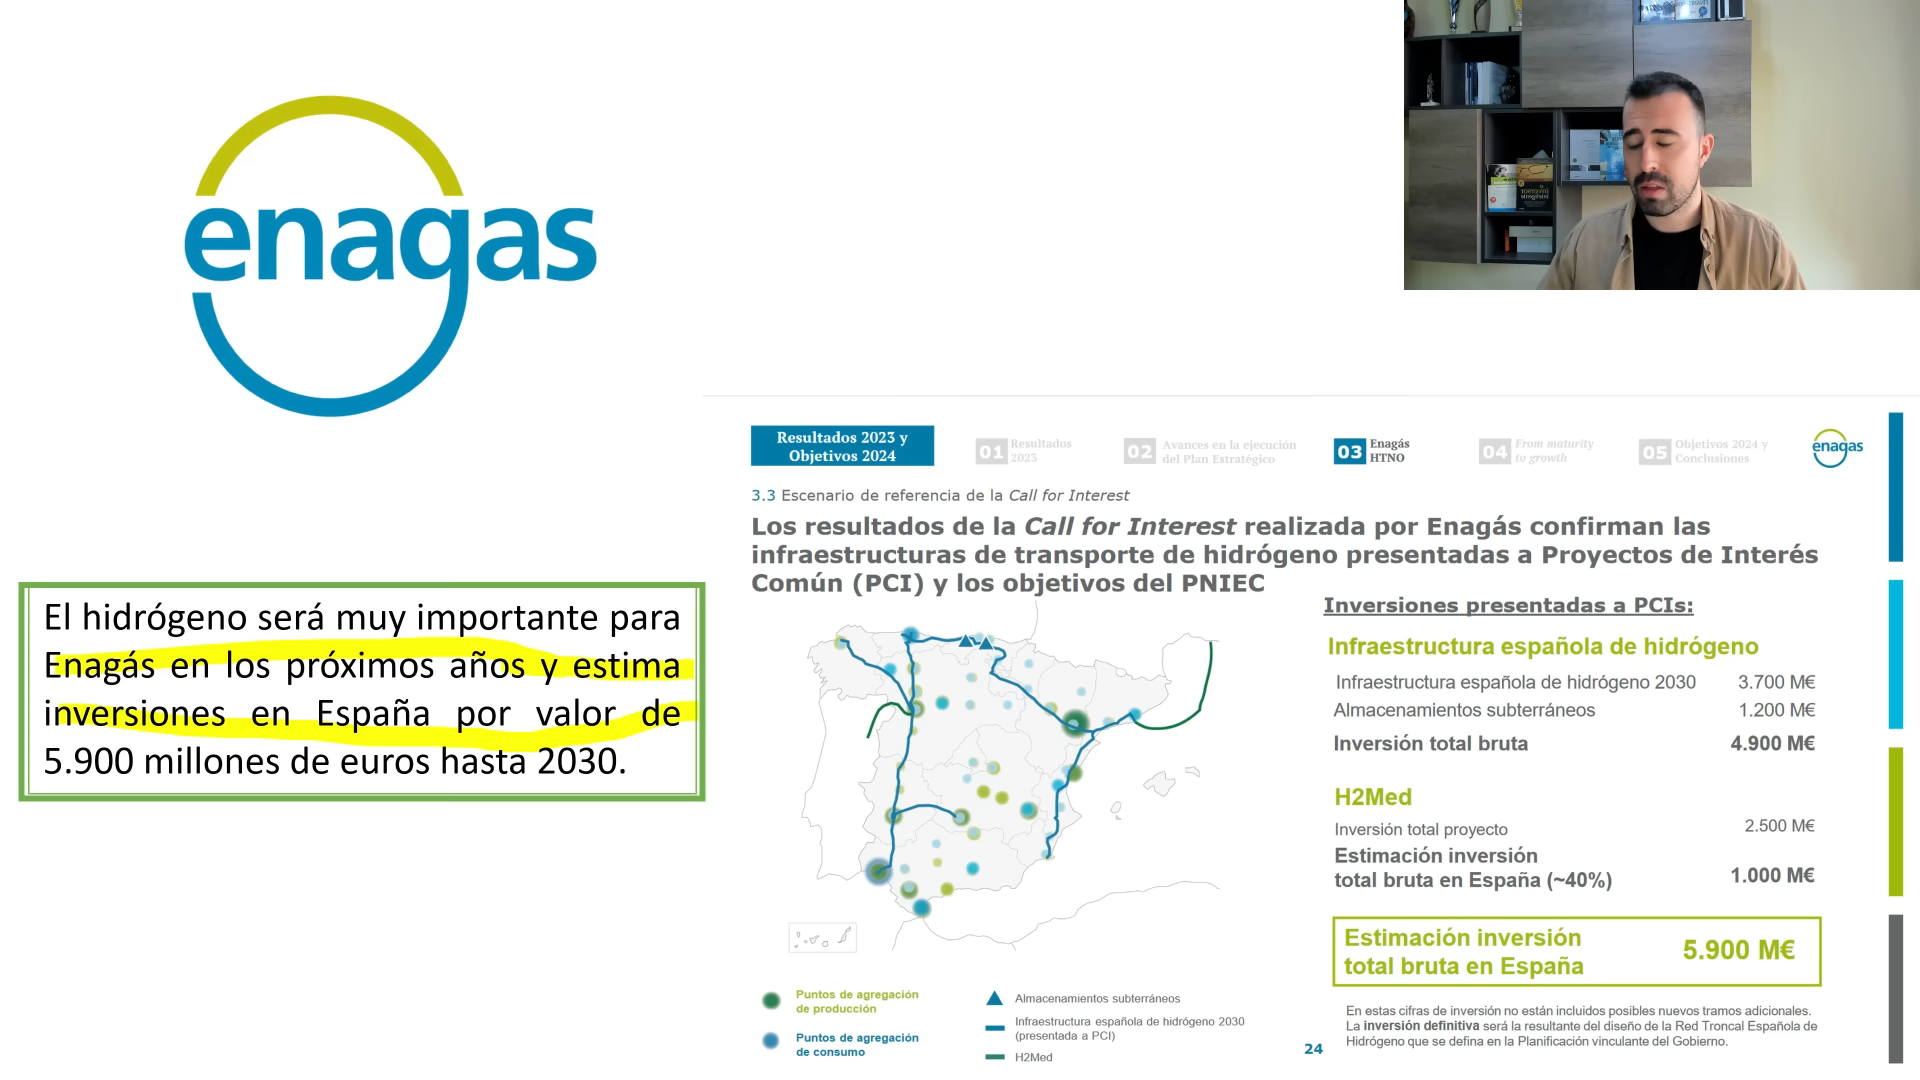 enagas
El hidrógeno será muy importante para
Enagás en los próximos años y estima
inversiones en España por valor de
5.900 millones de euros hasta 2030.
Resultados 2023 y
Objetivos 2024
01 Resultados
2023
02 Avances en la ejecución
del Plan Estratégico
03 Enagás
HTNO
04 From maturity
to growth
05 Objetivos 2024 y
Conclusiones
enagas
3.3 Escenario de referencia de la Call for Interest
Los resultados de la Call for Interest realizada por Enagás confirman las
infraestructuras de transporte de hidrógeno presentadas a Proyectos de Interés
Común (PCI) y los objetivos del PNIEC
Inversiones presentadas a PCIs:
Infraestructura española de hidrógeno
Infraestructura española de hidrógeno 2030 3.700 M€
Almacenamientos subterráneos 1.200 M€
Inversión total bruta 4.900 M€
H2Med
Inversión total proyecto 2.500 M€
Estimación inversión
total bruta en España (~40%) 1.000 M€
Estimación inversión
total bruta en España 5.900 M€
En estas cifras de inversión no están incluidos posibles nuevos tramos adicionales.
La inversión definitiva será la resultante del diseño de la Red Troncal Española de
Hidrógeno que se defina en la Planificación vinculante del Gobierno.
Puntos de agregación
de producción
Puntos de agregación
de consumo
Almacenamientos subterráneos
Infraestructura española de hidrógeno 2030
(presentada a PCI)
H2Med
24